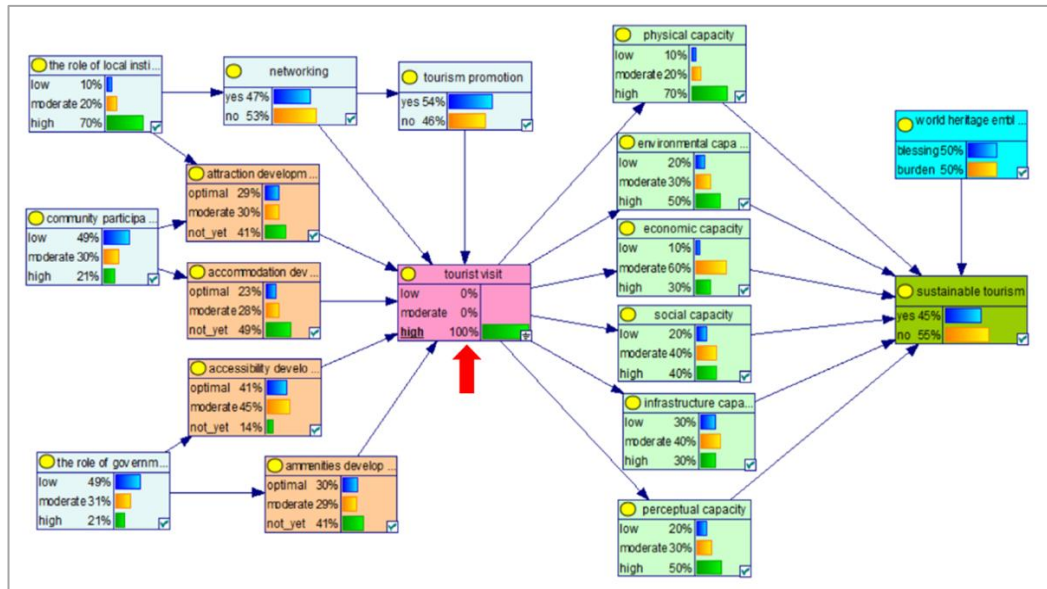 the role of local insti...
low 10%
moderate 20%
high 70%
networking
yes 47%
no 53%
tourism promotion
yes 54%
no 46%
physical capacity
low 10%
moderate 20%
high 70%
world heritage embl ...
blessing 50%
burden 50%
attraction developm ...
optimal 29%
moderate 30%
not_yet 41%
environmental capa ...
low 20%
moderate 30%
high 50%
community participa ...
low 49%
moderate 30%
high 21%
accommodation dev ...
optimal 23%
moderate 28%
not_yet 49%
tourist visit
low 0%
moderate 0%
high 100%
economic capacity
low 10%
moderate 60%
high 30%
sustainable tourism
yes 45%
no 55%
social capacity
low 20%
moderate 40%
high 40%
accessibility develo ...
optimal 41%
moderate 45%
not_yet 14%
infrastructure capa...
low 30%
moderate 40%
high 30%
the role of governm...
low 49%
moderate 31%
high 21%
ammenities develop ...
optimal 30%
moderate 29%
not_yet 41%
perceptual capacity
low 20%
moderate 30%
high 50%